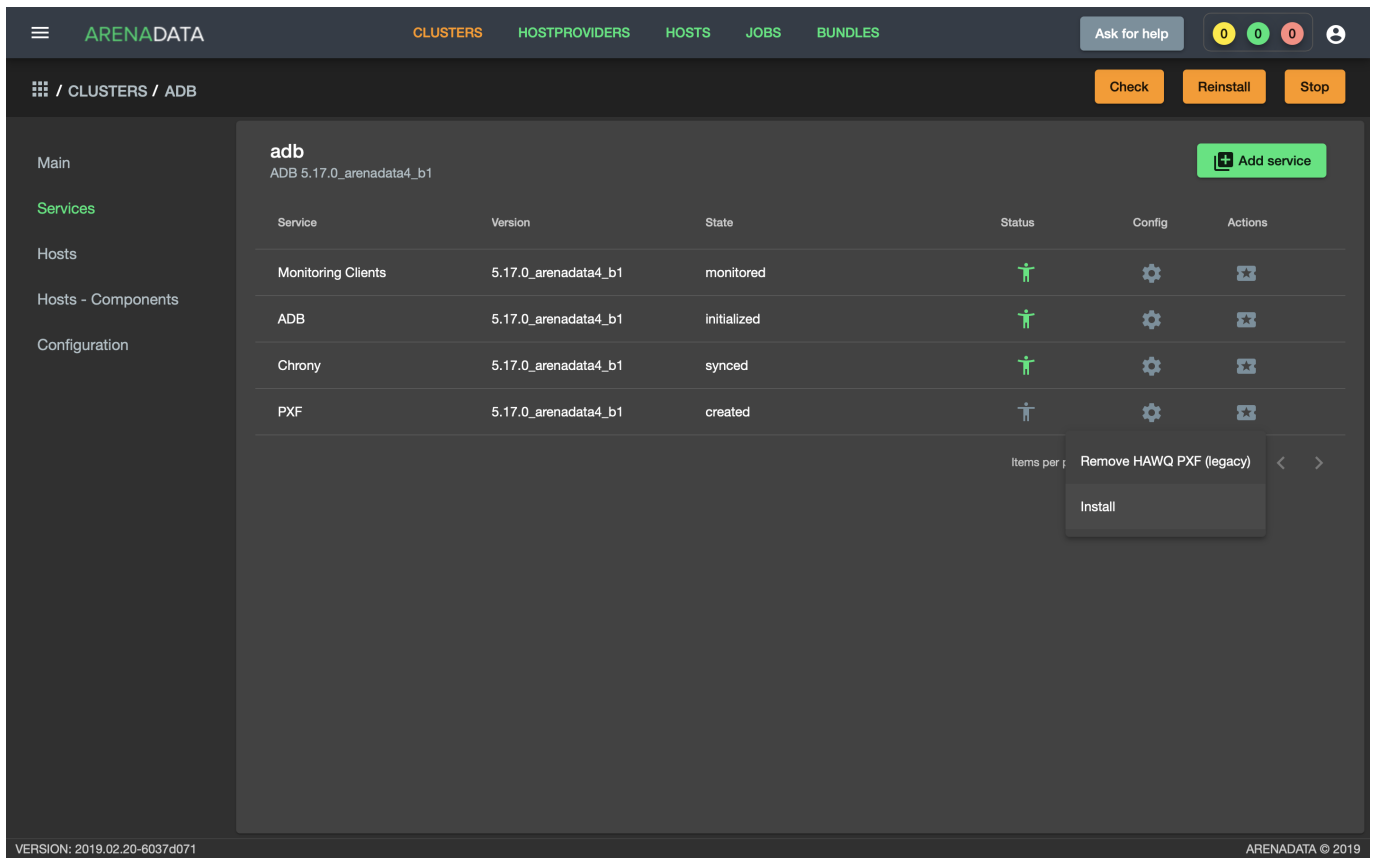 ARENADATA CLUSTERS HOSTPROVIDERS HOSTS JOBS BUNDLES Ask for help 0 0 0
/ CLUSTERS / ADB Check Reinstall Stop
Main
Services
Hosts
Hosts - Components
Configuration
adb
ADB 5.17.0_arenadata4_b1
Add service
Service Version State Status Config Actions
Monitoring Clients 5.17.0_arenadata4_b1 monitored
ADB 5.17.0_arenadata4_b1 initialized
Chrony 5.17.0_arenadata4_b1 synced
PXF 5.17.0_arenadata4_b1 created
Items per
Remove HAWQ PXF (legacy)
Install
VERSION: 2019.02.20-6037d071 ARENADATA © 2019